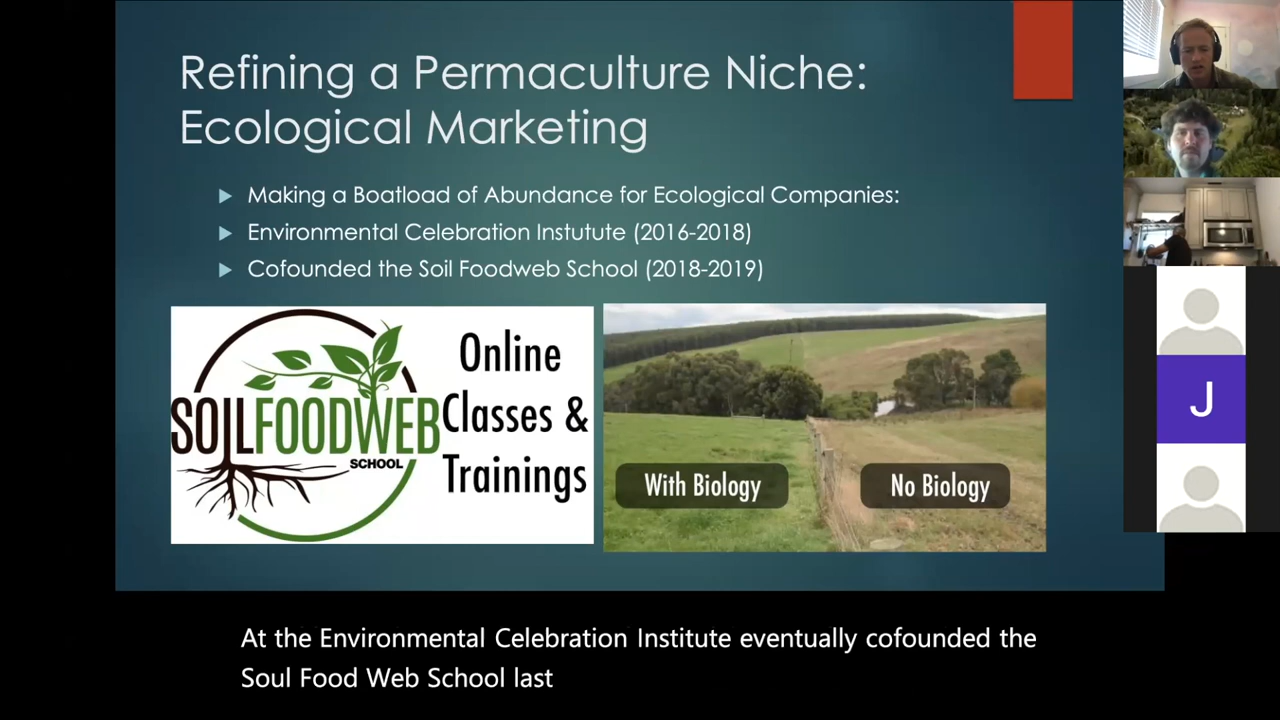 Refining a Permaculture Niche:
Ecological Marketing
Making a Boatload of Abundance for Ecological Companies:
Environmental Celebration Instutute (2016-2018)
Cofounded the Soil Foodweb School (2018-2019)
SOILFOODWEB
SCHOOL
Online
Classes &
Trainings
With Biology
No Biology
J
At the Environmental Celebration Institute eventually cofounded the
Soul Food Web School last